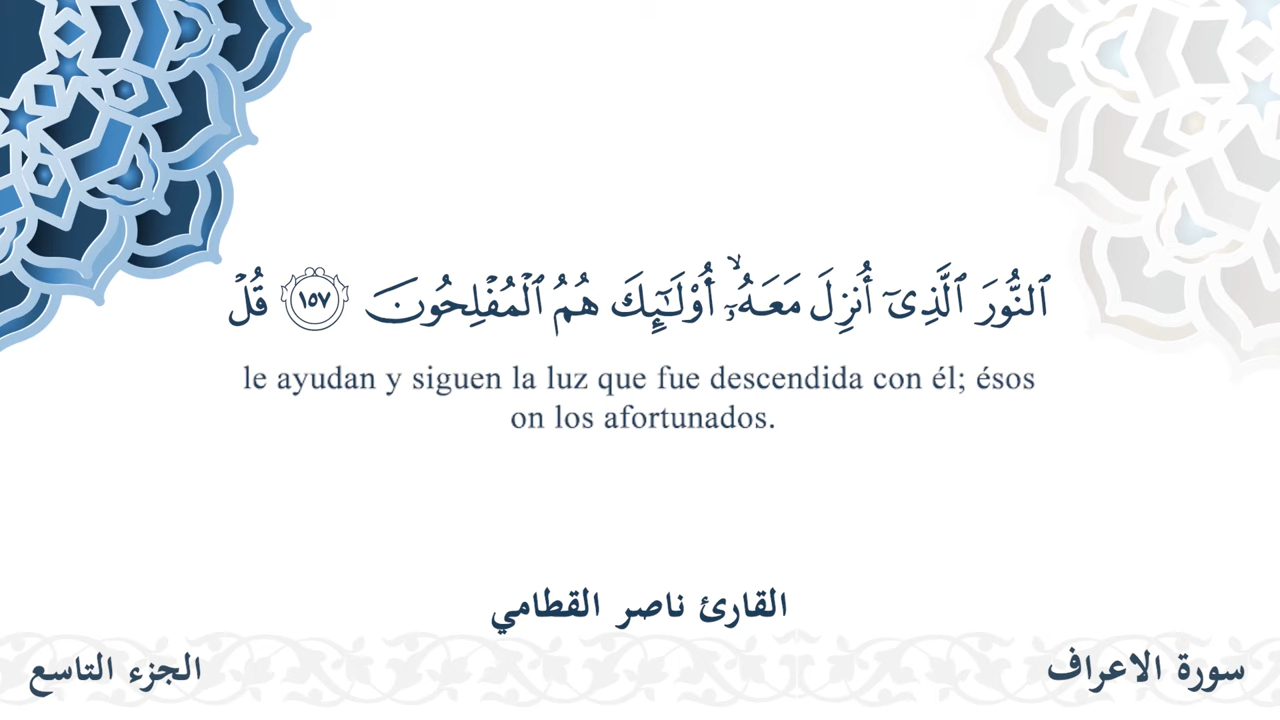 ٱلنُّورَ ٱلَّذِىٓ أُنزِلَ مَعَهُۥٓ ۙ أُو۟لَـٰٓئِكَ هُمُ ٱلْمُفْلِحُونَ ١٥٧ قُلْ
le ayudan y siguen la luz que fue descendida con él; ésos
on los afortunados.
القارئ ناصر القطامي
سورة الاعراف
الجزء التاسع